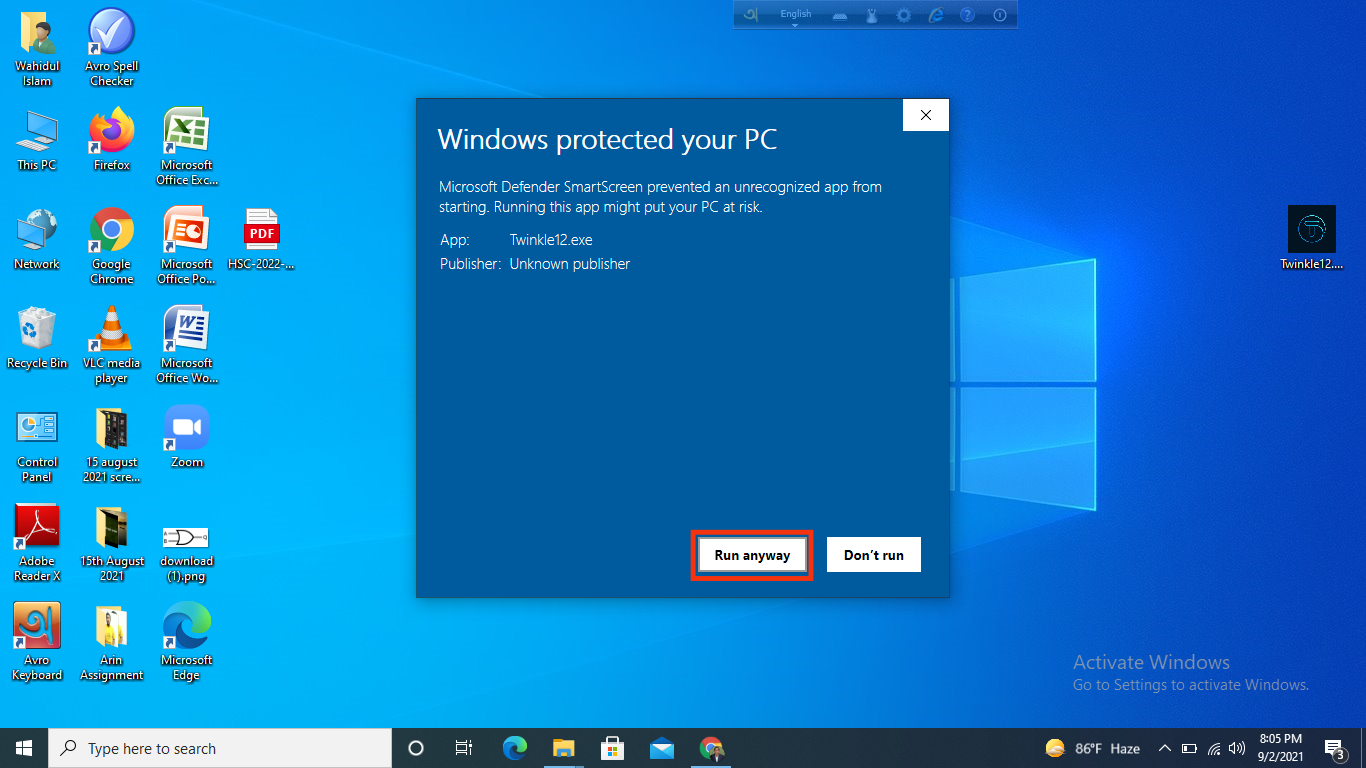 English
Wahidul
Islam
Avro Spell
Checker
This PC
Firefox
Microsoft
Office Exc...
Network
Google
Chrome
Microsoft
Office Po...
PDF
HSC-2022-...
Recycle Bin
VLC media
player
Microsoft
Office Wo...
Control
Panel
15 august
2021 scre...
Zoom
Adobe
Reader X
15th August
2021
A
B
Q
download
(1).png
অ
Avro
Keyboard
Arin
Assignment
Microsoft
Edge
Windows protected your PC
Microsoft Defender SmartScreen prevented an unrecognized app from
starting. Running this app might put your PC at risk.
App: Twinkle12.exe
Publisher: Unknown publisher
Run anyway
Don't run
Twinkle12....
Activate Windows
Go to Settings to activate Windows.
Type here to search
86°F Haze
8:05 PM
9/2/2021
3